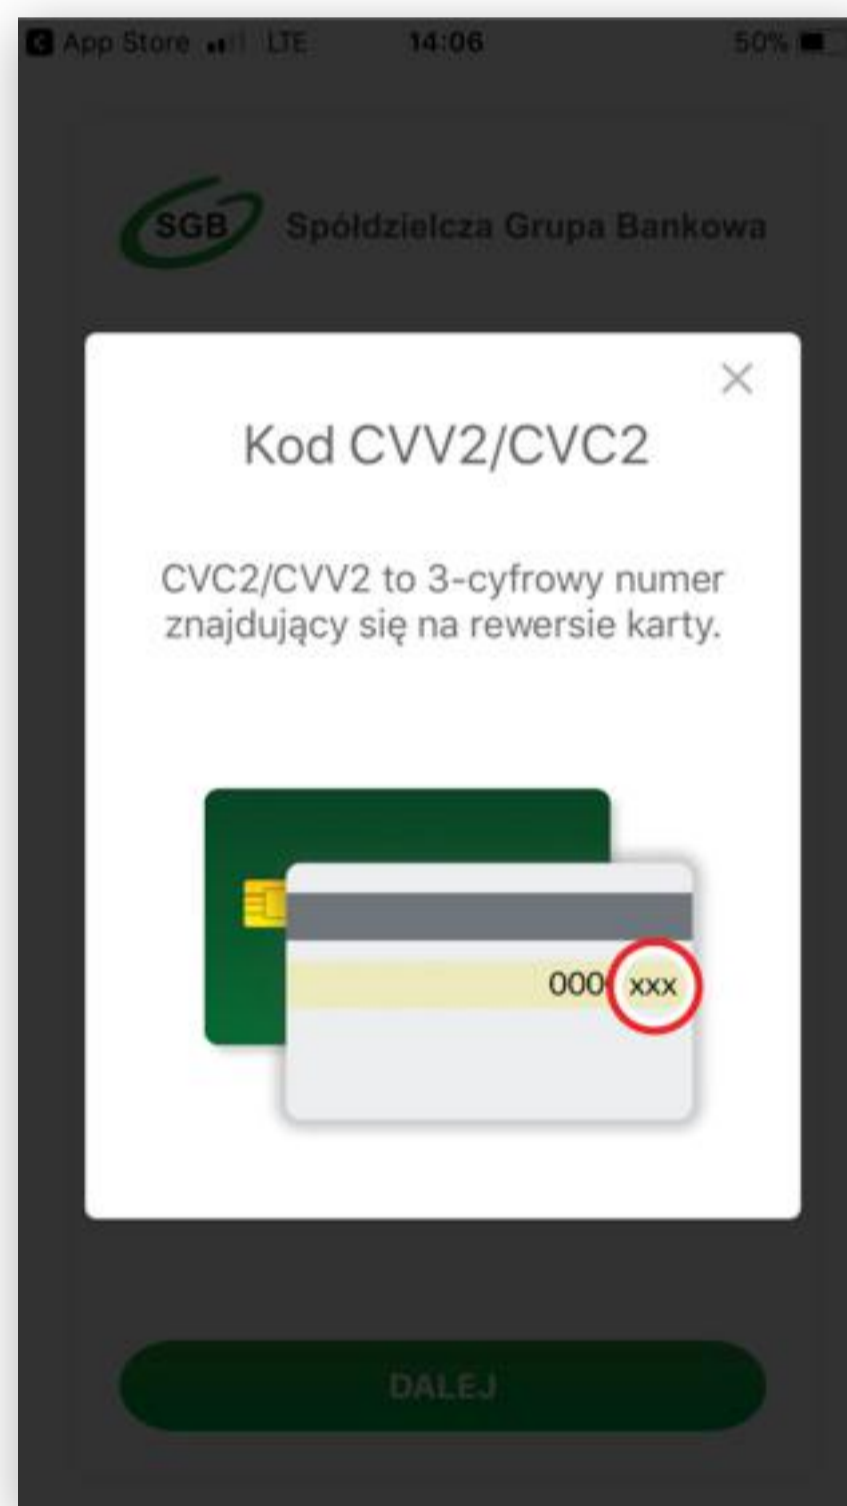 App Store LTE 14:06 50%
SGB Spółdzielcza Grupa Bankowa
Kod CVV2/CVC2
CVC2/CVV2 to 3-cyfrowy numer
znajdujący się na rewersie karty.
000 xxx
DALEJ